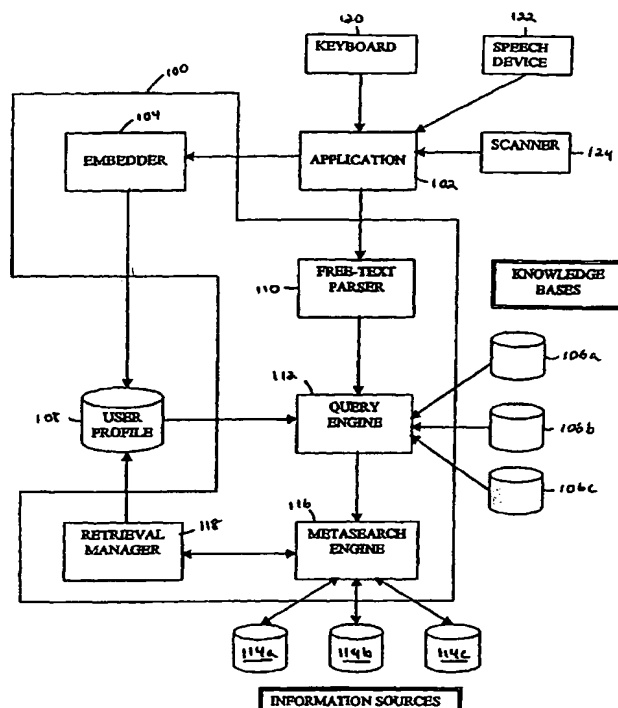 120
122
KEYBOARD
SPEECH
DEVICE
100
104
EMBEDDER
APPLICATION
SCANNER
124
102
FREE-TEXT
PARSER
110
KNOWLEDGE
BASES
106a
112
108
USER
PROFILE
QUERY
ENGINE
106b
106c
116
118
RETRIEVAL
MANAGER
METASEARCH
ENGINE
114a
114b
114c
INFORMATION SOURCES